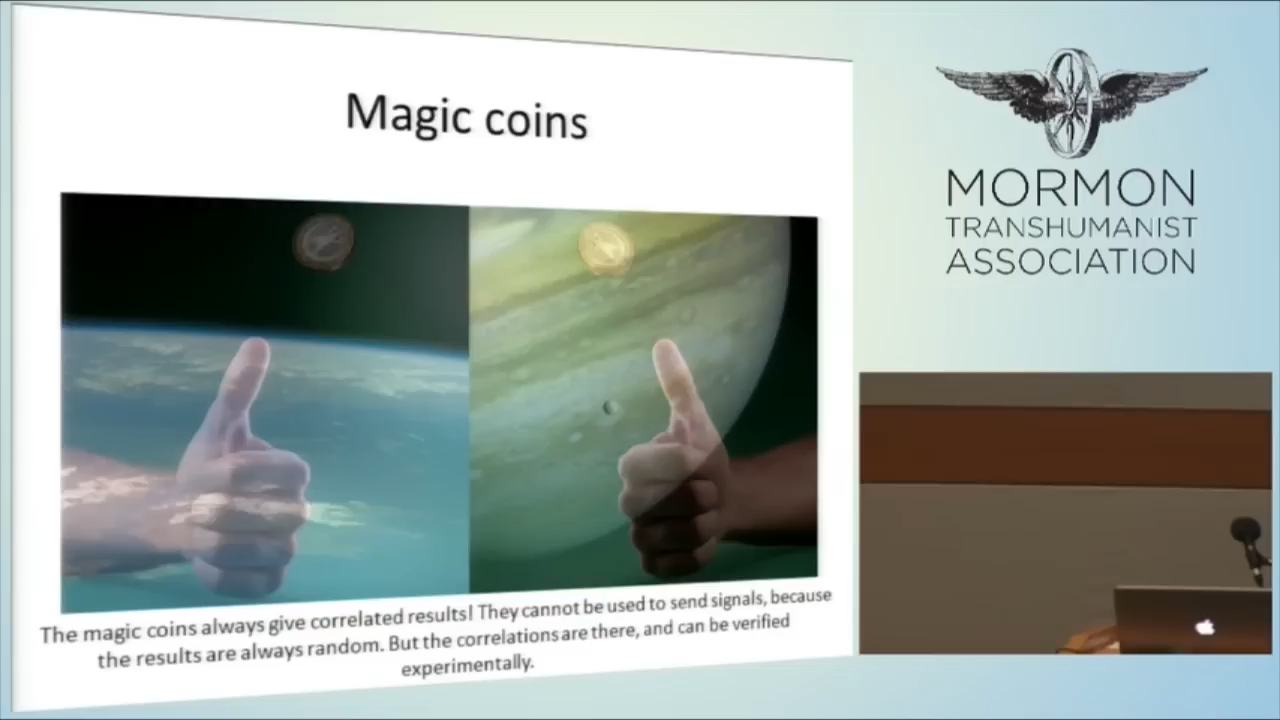 Magic coins
The magic coins always give correlated results! They cannot be used to send signals, because
the results are always random. But the correlations are there, and can be verified
experimentally.
MORMON
TRANSHUMANIST
ASSOCIATION